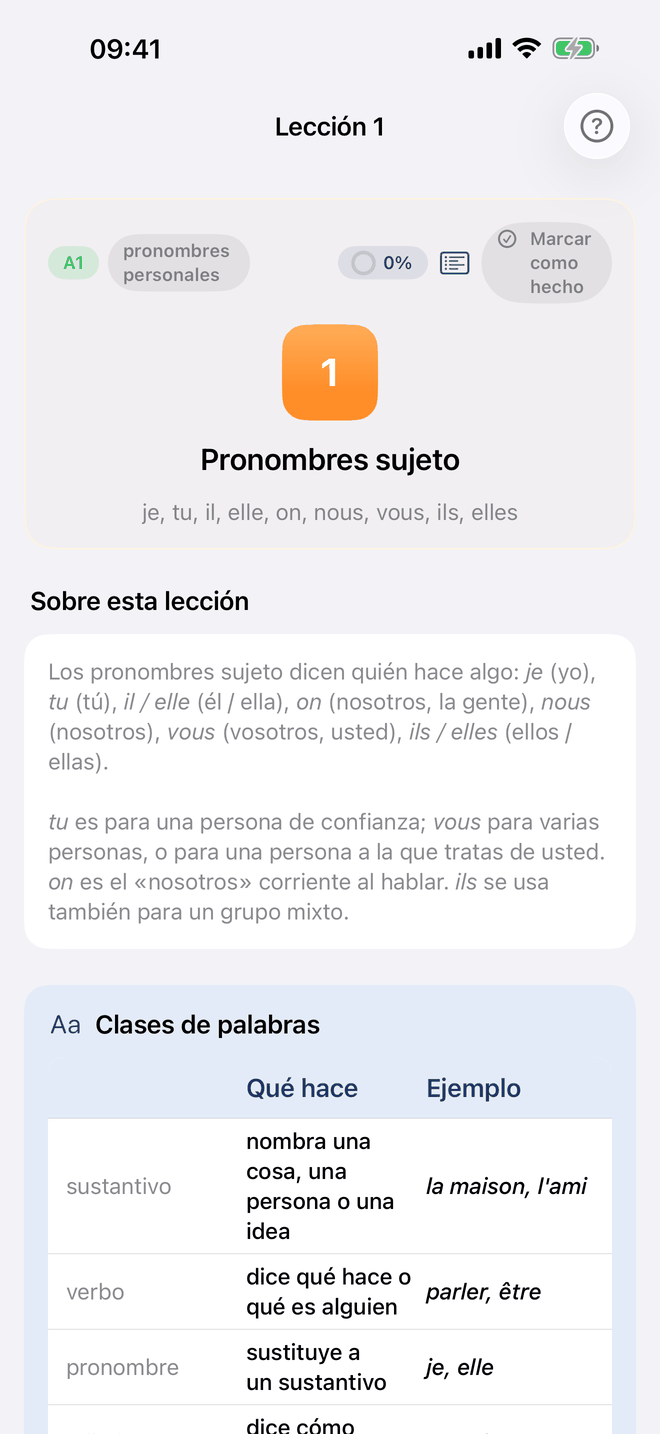 09:41
Lección 1
?
A1
pronombres
personales
0%
Marcar
como
hecho
1
Pronombres sujeto
je, tu, il, elle, on, nous, vous, ils, elles
Sobre esta lección
Los pronombres sujeto dicen quién hace algo: je (yo),
tu (tú), il / elle (él / ella), on (nosotros, la gente), nous
(nosotros), vous (vosotros, usted), ils / elles (ellos /
ellas).
tu es para una persona de confianza; vous para varias
personas, o para una persona a la que tratas de usted.
on es el «nosotros» corriente al hablar. ils se usa
también para un grupo mixto.
Aa Clases de palabras
Qué hace Ejemplo
sustantivo
nombra una
cosa, una
persona o una
idea
la maison, l'ami
verbo
dice qué hace o
qué es alguien
parler, être
pronombre
sustituye a
un sustantivo
je, elle
dice cómo